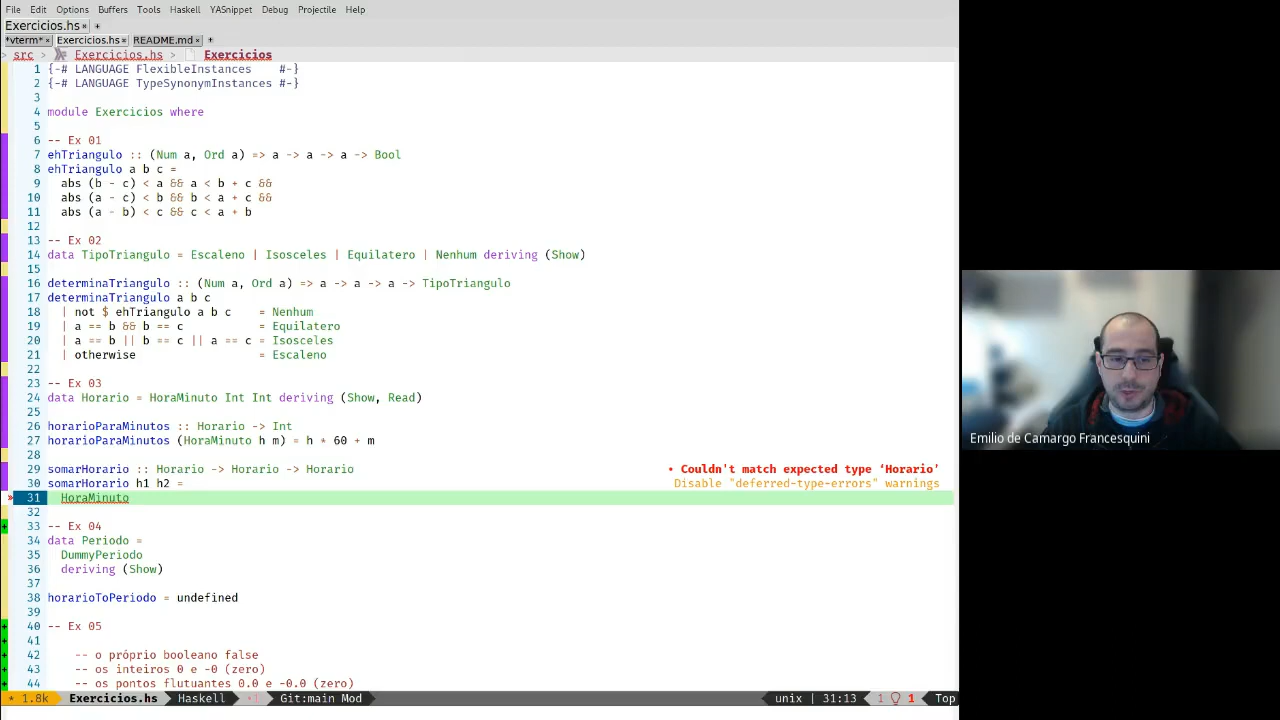 File Edit Options Buffers Tools Haskell YASnippet Debug Projectile Help
Exercicios.hs × +
*vterm* × Exercicios.hs × README.md × +
> src > Exercicios.hs > Exercicios
1 {-# LANGUAGE FlexibleInstances    #-}
2 {-# LANGUAGE TypeSynonymInstances #-}
3
4 module Exercicios where
5
6 -- Ex 01
7 ehTriangulo :: (Num a, Ord a) => a -> a -> a -> Bool
8 ehTriangulo a b c =
9   abs (b - c) < a && a < b + c &&
10   abs (a - c) < b && b < a + c &&
11   abs (a - b) < c && c < a + b
12
13 -- Ex 02
14 data TipoTriangulo = Escaleno | Isosceles | Equilatero | Nenhum deriving (Show)
15
16 determinaTriangulo :: (Num a, Ord a) => a -> a -> a -> TipoTriangulo
17 determinaTriangulo a b c
18   | not $ ehTriangulo a b c    = Nenhum
19   | a == b && b == c           = Equilatero
20   | a == b || b == c || a == c = Isosceles
21   | otherwise                  = Escaleno
22
23 -- Ex 03
24 data Horario = HoraMinuto Int Int deriving (Show, Read)
25
26 horarioParaMinutos :: Horario -> Int
27 horarioParaMinutos (HoraMinuto h m) = h * 60 + m
28
29 somarHorario :: Horario -> Horario -> Horario • Couldn't match expected type ‘Horario’
30 somarHorario h1 h2 = Disable "deferred-type-errors" warnings
» 31   HoraMinuto
32
+ 33 -- Ex 04
34 data Periodo =
35   DummyPeriodo
36   deriving (Show)
37
38 horarioToPeriodo = undefined
39
+ 40 -- Ex 05
+ 41
+ 42     -- o próprio booleano false
+ 43     -- os inteiros 0 e -0 (zero)
+ 44     -- os pontos flutuantes 0.0 e -0.0 (zero)
* 1.8k Exercicios.hs Haskell Git:main Mod unix | 31:13 1 1 Top
Emilio de Camargo Francesquini